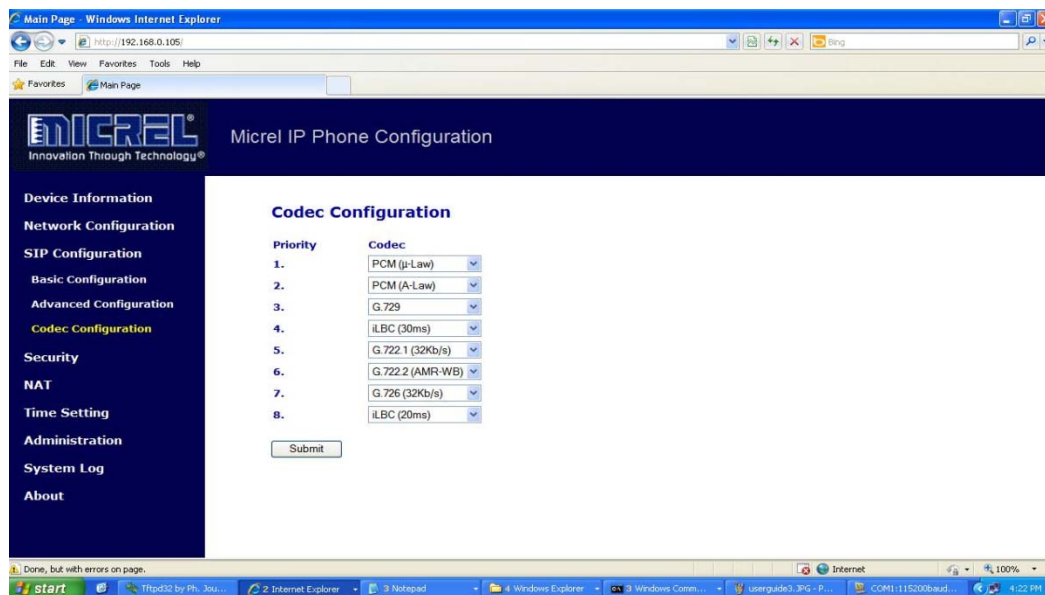 Main Page - Windows Internet Explorer
http://192.168.0.105/
Bing
File Edit View Favorites Tools Help
Favorites Main Page
MICREL®
Innovation Through Technology®
Micrel IP Phone Configuration
Device Information
Network Configuration
SIP Configuration
Basic Configuration
Advanced Configuration
Codec Configuration
Security
NAT
Time Setting
Administration
System Log
About
Codec Configuration
Priority Codec
1. PCM (µ-Law)
2. PCM (A-Law)
3. G.729
4. iLBC (30ms)
5. G.722.1 (32Kb/s)
6. G.722.2 (AMR-WB)
7. G.726 (32Kb/s)
8. iLBC (20ms)
Submit
Done, but with errors on page. Internet 100%
start Tftpd32 by Ph. Jou... 2 Internet Explorer 3 Notepad 4 Windows Explorer 3 Windows Comm... userguide3.JPG - P... COM1:115200baud... 4:22 PM